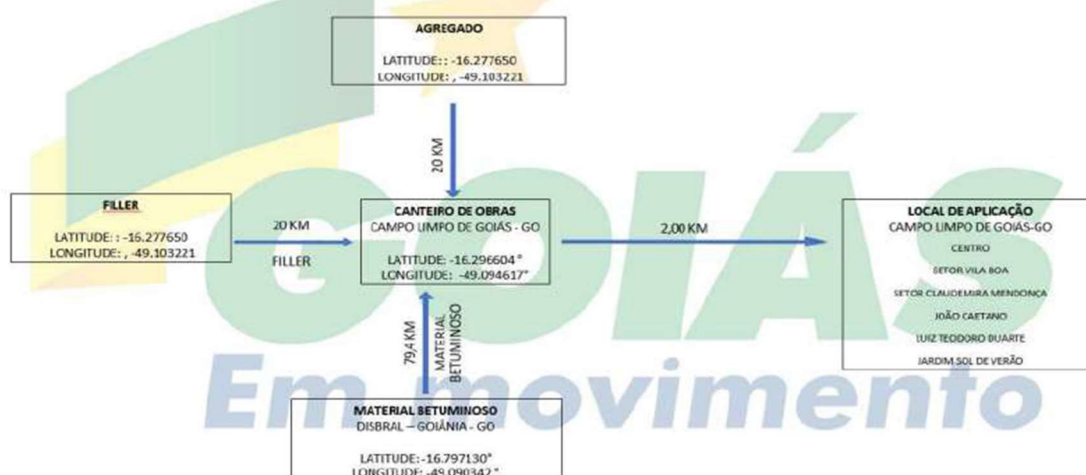 AGREGADO
LATITUDE: : -16.277650
LONGITUDE: , -49.103221
20 KM
FILLER
LATITUDE: : -16.277650
LONGITUDE: , -49.103221
20 KM
FILLER
CANTEIRO DE OBRAS
CAMPO LIMPO DE GOIÁS - GO
LATITUDE: -16.296604°
LONGITUDE: -49.094617°
2,00 KM
LOCAL DE APLICAÇÃO
CAMPO LIMPO DE GOIÁS-GO
CENTRO
SETOR VILA BOA
SETOR CLAUDEMIRA MENDONÇA
JOÃO CAETANO
LUIZ TEODORO DUARTE
JARDIM SOL DE VERÃO
79,4 KM
MATERIAL
BETUMINOSO
MATERIAL BETUMINOSO
DISBRAL – GOIÂNIA - GO
LATITUDE:-16.797130°
LONGITUDE: -49.090342°
GOIÁS
Em movimento